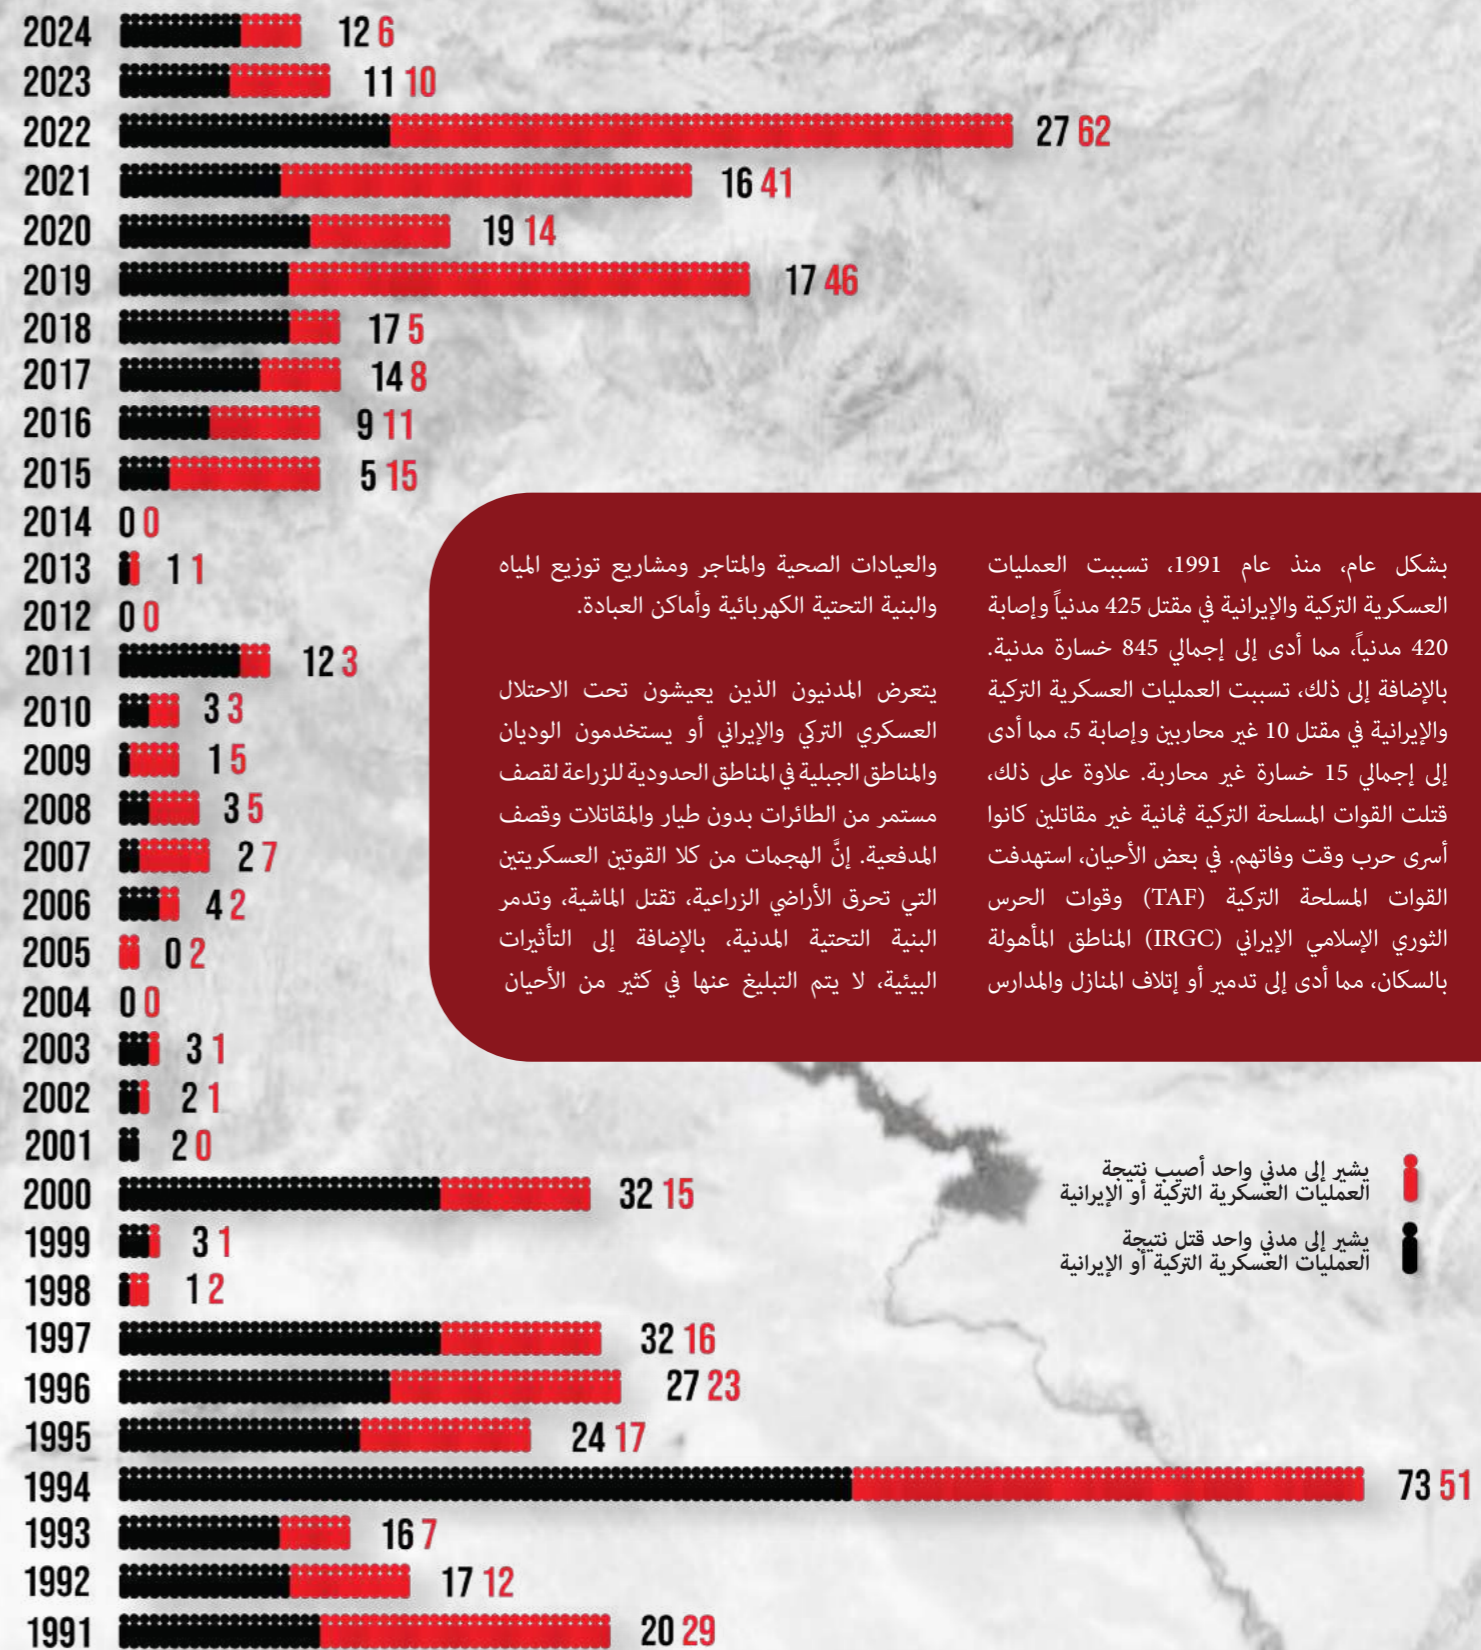 2024 12 6
2023 11 10
2022 27 62
2021 16 41
2020 19 14
2019 17 46
2018 17 5
2017 14 8
2016 9 11
2015 5 15
2014 0 0
2013 1 1
2012 0 0
2011 12 3
2010 3 3
2009 1 5
2008 3 5
2007 2 7
2006 4 2
2005 0 2
2004 0 0
2003 3 1
2002 2 1
2001 2 0
2000 32 15
1999 3 1
1998 1 2
1997 32 16
1996 27 23
1995 24 17
1994 73 51
1993 16 7
1992 17 12
1991 20 29
بشكل عام، منذ عام 1991، تسببت العمليات
العسكرية التركية والإيرانية في مقتل 425 مدنياً وإصابة
420 مدنياً، مما أدى إلى إجمالي 845 خسارة مدنية.
بالإضافة إلى ذلك، تسببت العمليات العسكرية التركية
والإيرانية في مقتل 10 غير محاربين وإصابة 5، مما أدى
إلى إجمالي 15 خسارة غير محاربة. علاوة على ذلك،
قتلت القوات المسلحة التركية ثمانية غير مقاتلين كانوا
أسرى حرب وقت وفاتهم. في بعض الأحيان، استهدفت
القوات المسلحة التركية (TAF) وقوات الحرس
الثوري الإسلامي الإيراني (IRGC) المناطق المأهولة
بالسكان، مما أدى إلى تدمير أو إتلاف المنازل والمدارس
والعيادات الصحية والمتاجر ومشاريع توزيع المياه
والبنية التحتية الكهربائية وأماكن العبادة.
يتعرض المدنيون الذين يعيشون تحت الاحتلال
العسكري التركي والإيراني أو يستخدمون الوديان
والمناطق الجبلية في المناطق الحدودية للزراعة لقصف
مستمر من الطائرات بدون طيار والمقاتلات وقصف
المدفعية. إنَّ الهجمات من كلا القوتين العسكريتين
التي تحرق الأراضي الزراعية، تقتل الماشية، وتدمر
البنية التحتية المدنية، بالإضافة إلى التأثيرات
البيئية، لا يتم التبليغ عنها في كثير من الأحيان
يشير إلى مدني واحد أصيب نتيجة
العمليات العسكرية التركية أو الإيرانية
يشير إلى مدني واحد قتل نتيجة
العمليات العسكرية التركية أو الإيرانية